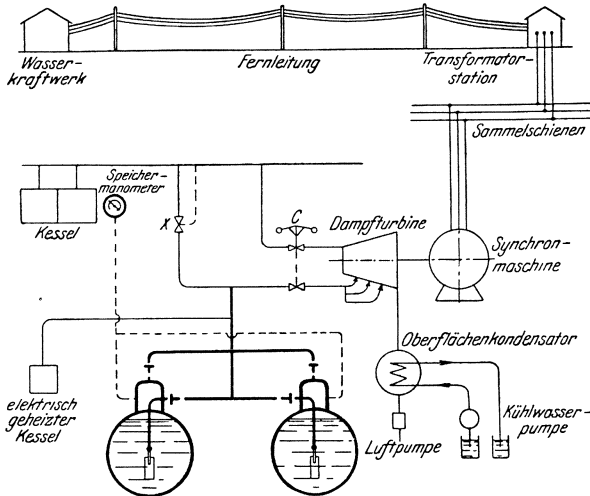 Wasser-
kraftwerk
Fernleitung
Transformator-
station
Sammelschienen
Speicher-
manometer
Kessel
X
C
Dampfturbine
Synchron-
maschine
Oberflächenkondensator
elektrisch
geheizter
Kessel
Luftpumpe
Kühlwasser-
pumpe